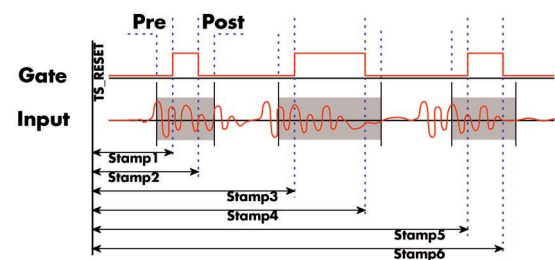 Pre Post
Gate
TS_RESET
Input
Stamp1
Stamp2
Stamp3
Stamp4
Stamp5
Stamp6